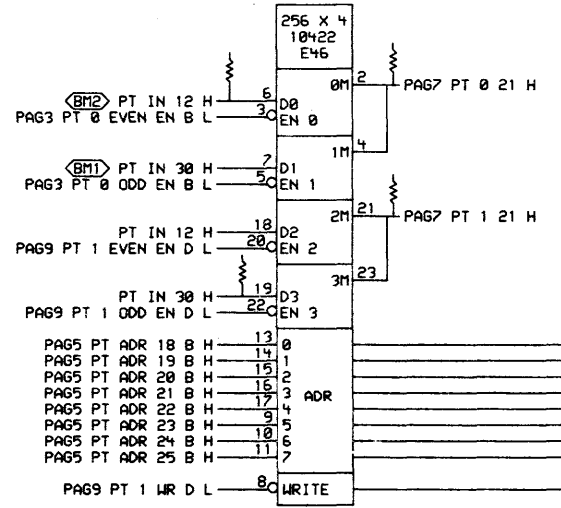 256 X 4
10422
E46
0M 2 PAG7 PT 0 21 H
BM2 PT IN 12 H 6 D0
PAG3 PT 0 EVEN EN B L 3 EN 0
1M 4
BM1 PT IN 30 H 7 D1
PAG3 PT 0 ODD EN B L 5 EN 1
2M 21 PAG7 PT 1 21 H
PT IN 12 H 18 D2
PAG9 PT 1 EVEN EN D L 20 EN 2
3M 23
PT IN 30 H 19 D3
PAG9 PT 1 ODD EN D L 22 EN 3
PAG5 PT ADR 18 B H 13 0
PAG5 PT ADR 19 B H 14 1
PAG5 PT ADR 20 B H 15 2
PAG5 PT ADR 21 B H 16 3 ADR
PAG5 PT ADR 22 B H 17 4
PAG5 PT ADR 23 B H 9 5
PAG5 PT ADR 24 B H 10 6
PAG5 PT ADR 25 B H 11 7
PAG9 PT 1 WR D L 8 WRITE